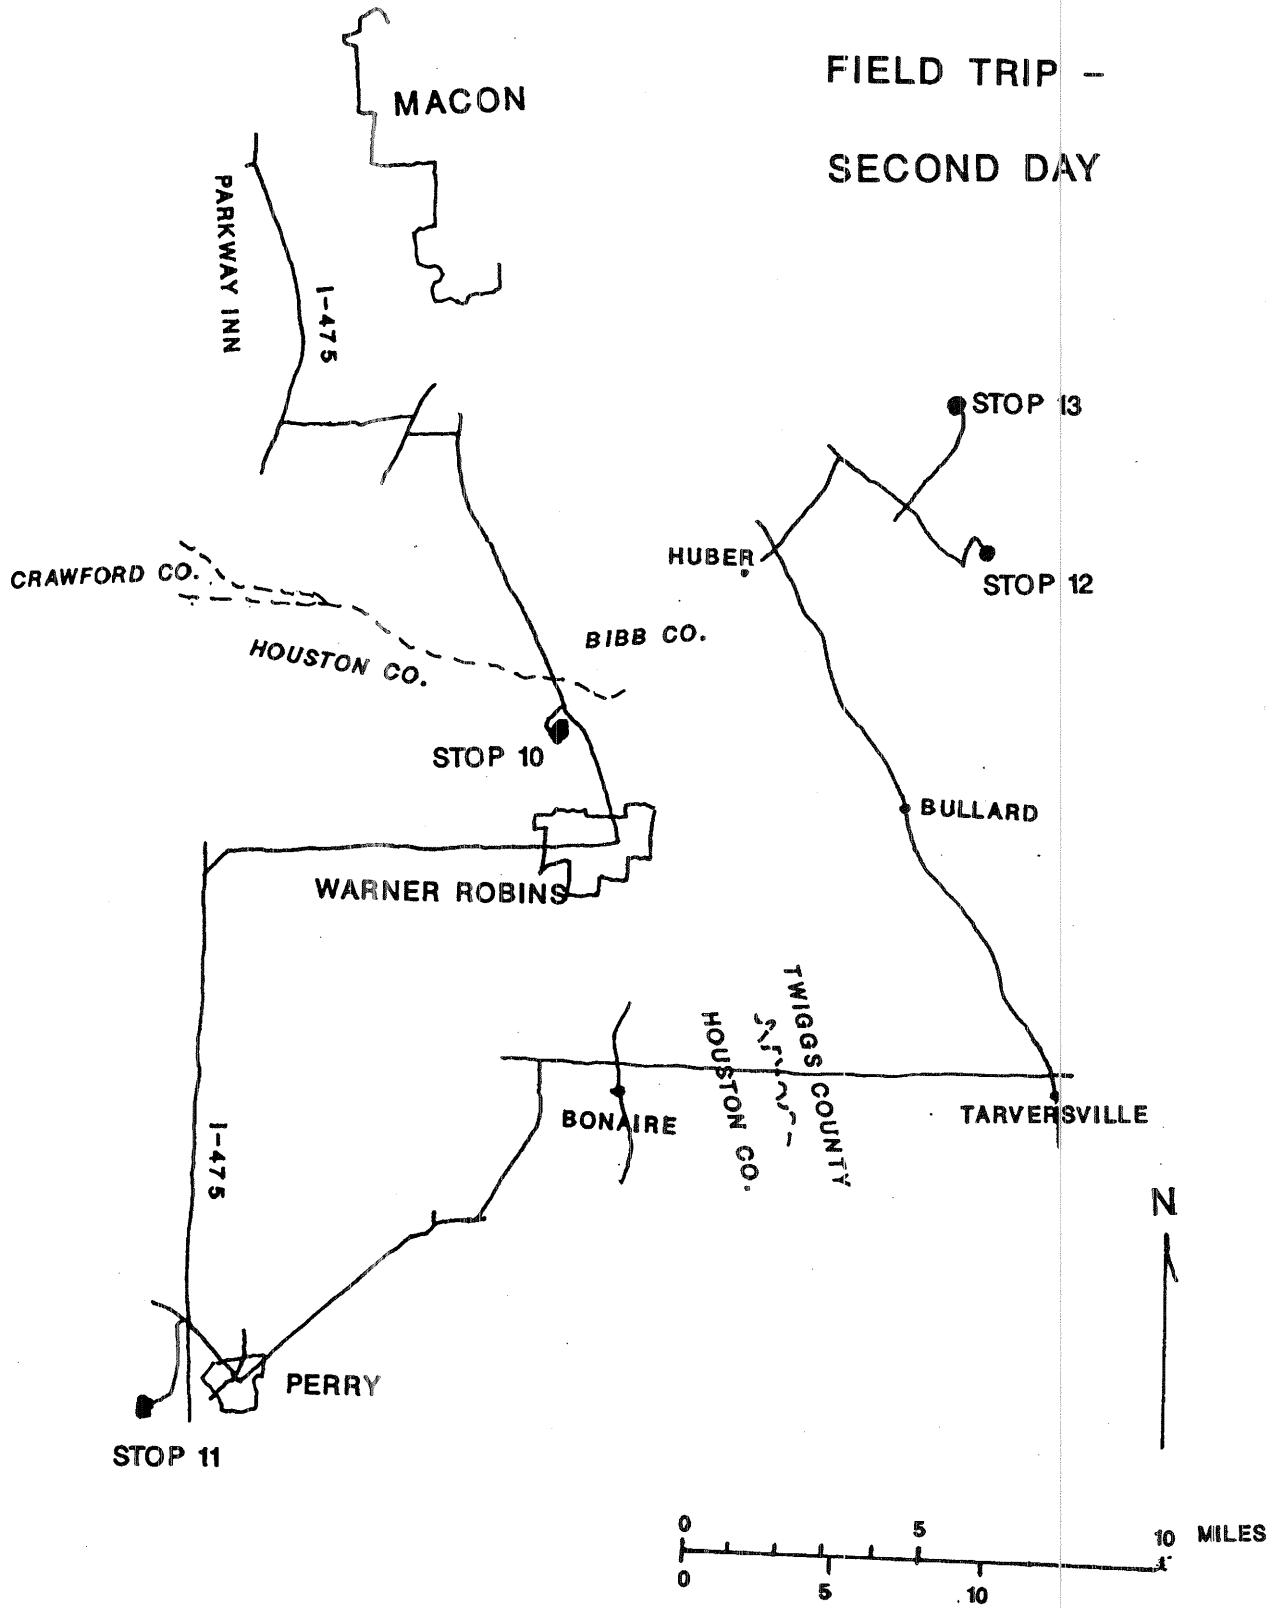 FIELD TRIP –
SECOND DAY
MACON
PARKWAY INN
I-475
STOP 13
HUBER
STOP 12
CRAWFORD CO.
BIBB CO.
HOUSTON CO.
STOP 10
BULLARD
WARNER ROBINS
TWIGGS COUNTY
HOUSTON CO.
BONAIRE
TARVERSVILLE
I-475
N
PERRY
STOP 11
0 5 10 MILES
0 5 10